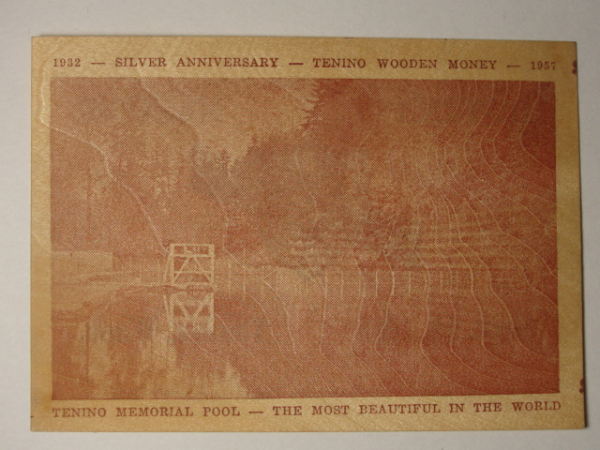 1932 — SILVER ANNIVERSARY — TENINO WOODEN MONEY — 1957
TENINO MEMORIAL POOL — THE MOST BEAUTIFUL IN THE WORLD